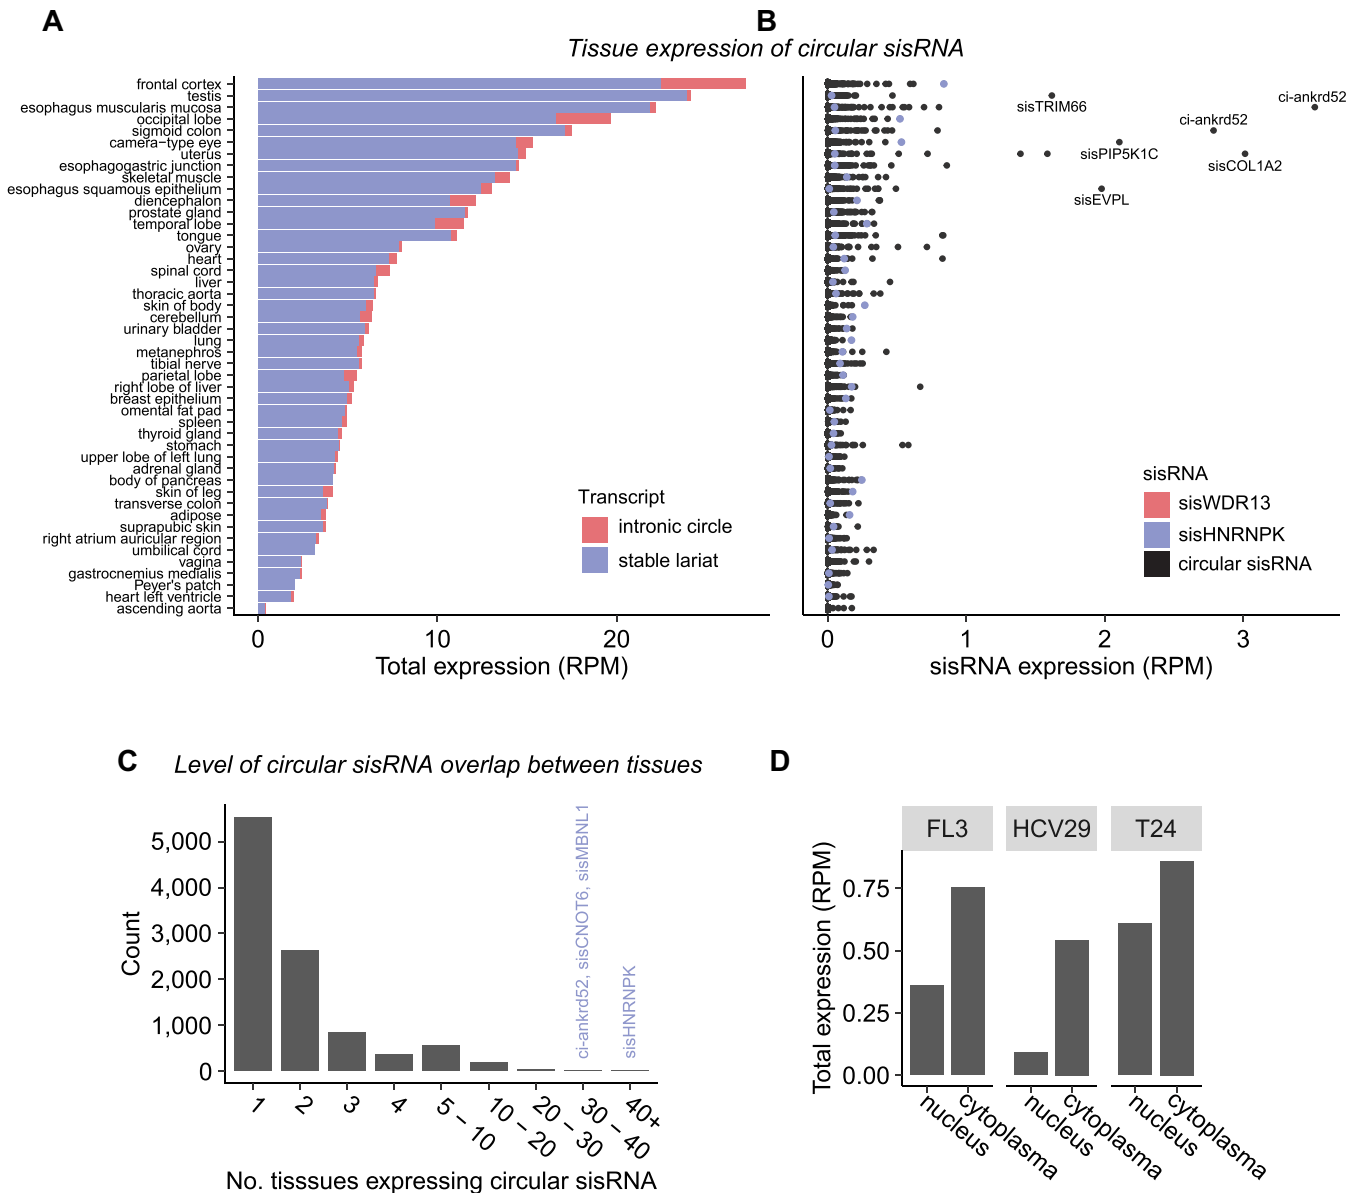 A
B
Tissue expression of circular sisRNA
frontal cortex
testis
esophagus muscularis mucosa
occipital lobe
sigmoid colon
camera−type eye
uterus
esophagogastric junction
skeletal muscle
esophagus squamous epithelium
diencephalon
prostate gland
temporal lobe
tongue
ovary
heart
spinal cord
liver
thoracic aorta
skin of body
cerebellum
urinary bladder
lung
metanephros
tibial nerve
parietal lobe
right lobe of liver
breast epithelium
omental fat pad
spleen
thyroid gland
stomach
upper lobe of left lung
adrenal gland
body of pancreas
skin of leg
transverse colon
adipose
suprapubic skin
right atrium auricular region
umbilical cord
vagina
gastrocnemius medialis
Peyer's patch
heart left ventricle
ascending aorta
Transcript
intronic circle
stable lariat
0 10 20
Total expression (RPM)
ci-ankrd52
sisTRIM66
ci-ankrd52
sisPIP5K1C
sisCOL1A2
sisEVPL
sisRNA
sisWDR13
sisHNRNPK
circular sisRNA
0 1 2 3
sisRNA expression (RPM)
C
Level of circular sisRNA overlap between tissues
Count
5,000
4,000
3,000
2,000
1,000
0
ci-ankrd52, sisCNOT6, sisMBNL1
sisHNRNPK
1
2
3
4
5 − 10
10 − 20
20 − 30
30 − 40
40+
No. tisssues expressing circular sisRNA
D
FL3
HCV29
T24
Total expression (RPM)
0.75
0.50
0.25
0.00
nucleus
cytoplasma
nucleus
cytoplasma
nucleus
cytoplasma